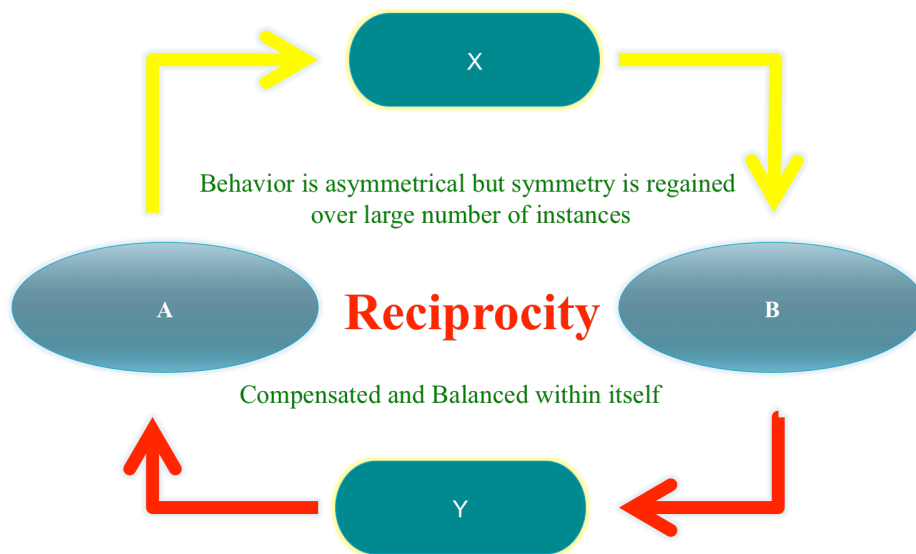 X
Behavior is asymmetrical but symmetry is regained
over large number of instances
A
Reciprocity
B
Compensated and Balanced within itself
Y